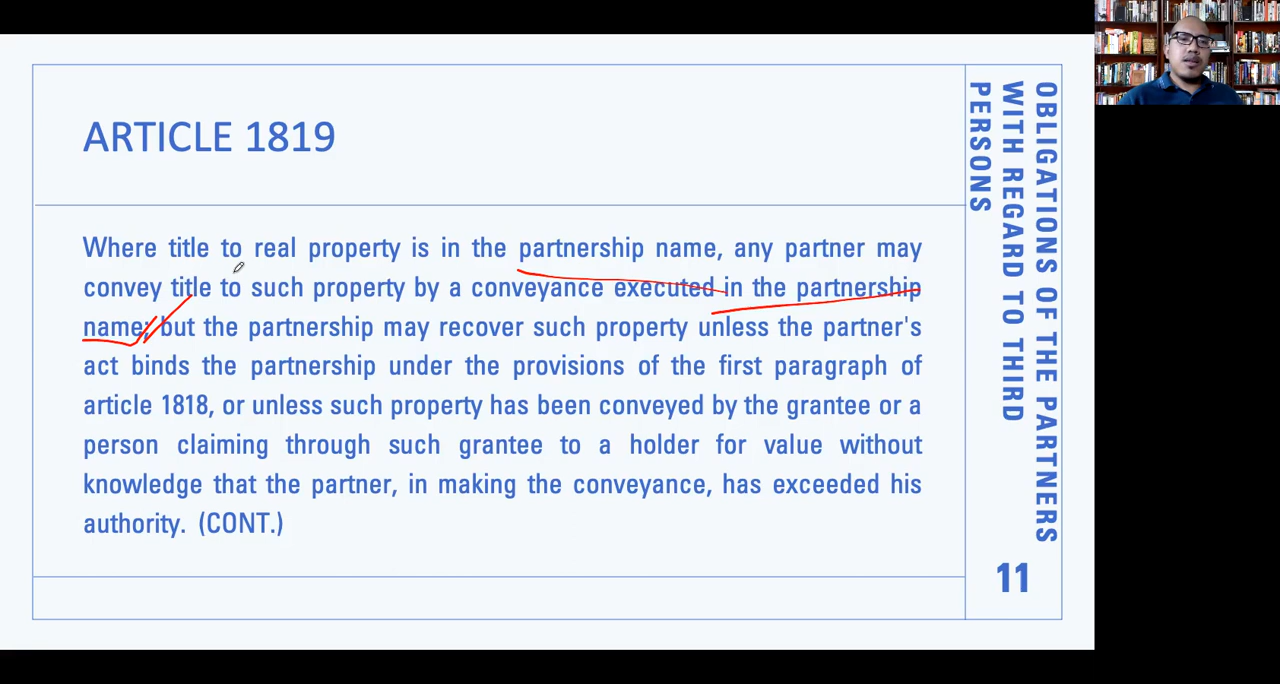 ARTICLE 1819
Where title to real property is in the partnership name, any partner may
convey title to such property by a conveyance executed in the partnership
name; but the partnership may recover such property unless the partner's
act binds the partnership under the provisions of the first paragraph of
article 1818, or unless such property has been conveyed by the grantee or a
person claiming through such grantee to a holder for value without
knowledge that the partner, in making the conveyance, has exceeded his
authority. (CONT.)
OBLIGATIONS OF THE PARTNERS
WITH REGARD TO THIRD
PERSONS
11